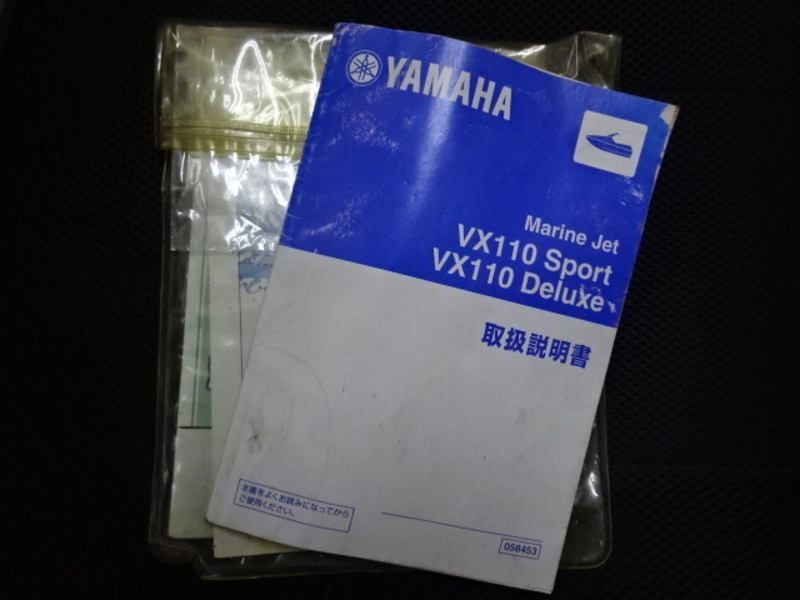 YAMAHA
Marine Jet
VX110 Sport
VX110 Deluxe
取扱説明書
本書をよくお読みになってから
ご使用ください。
058453